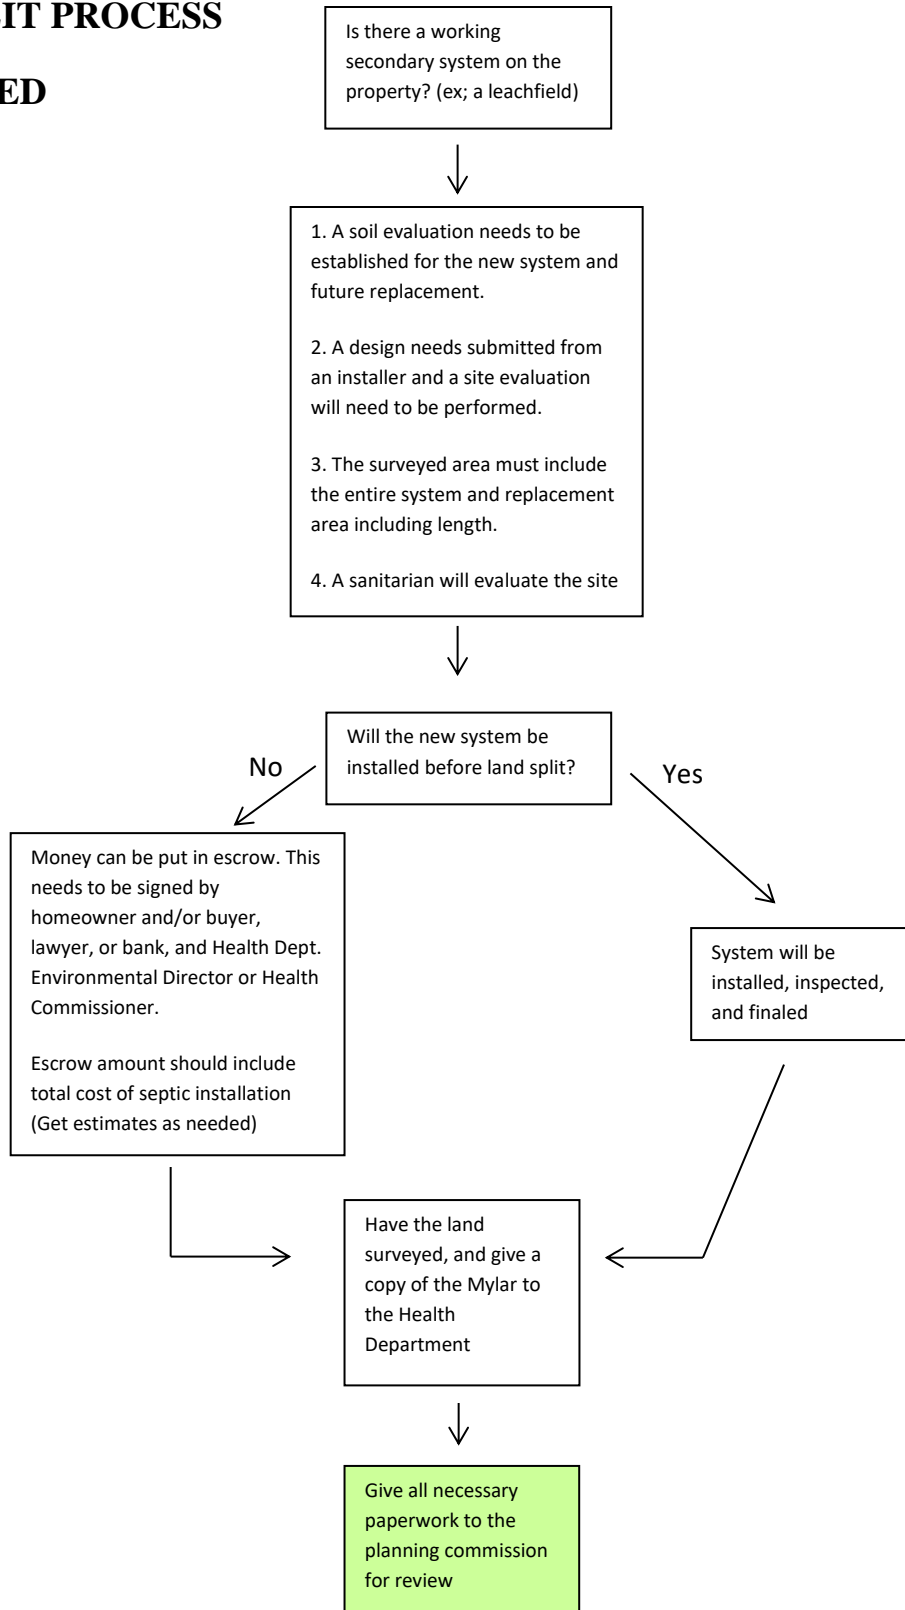 IT PROCESS
ED
Is there a working
secondary system on the
property? (ex; a leachfield)
1. A soil evaluation needs to be
established for the new system and
future replacement.
2. A design needs submitted from
an installer and a site evaluation
will need to be performed.
3. The surveyed area must include
the entire system and replacement
area including length.
4. A sanitarian will evaluate the site
Will the new system be
installed before land split?
No
Yes
Money can be put in escrow. This
needs to be signed by
homeowner and/or buyer,
lawyer, or bank, and Health Dept.
Environmental Director or Health
Commissioner.
Escrow amount should include
total cost of septic installation
(Get estimates as needed)
System will be
installed, inspected,
and finaled
Have the land
surveyed, and give a
copy of the Mylar to
the Health
Department
Give all necessary
paperwork to the
planning commission
for review